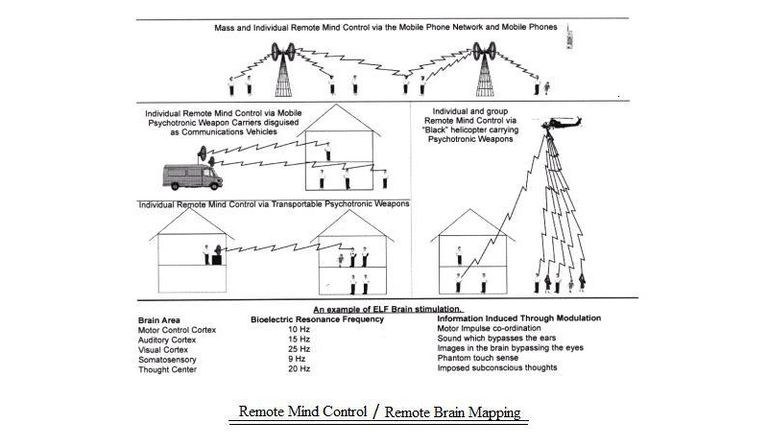 Mass and Individual Remote Mind Control via the Mobile Phone Network and Mobile Phones
Individual Remote Mind Control via Mobile
Psychotronic Weapon Carriers disguised
as Communications Vehicles
Individual and group
Remote Mind Control via
"Black" helicopter carrying
Psychotronic Weapons
Individual Remote Mind Control via Transportable Psychotronic Weapons
An example of ELF Brain stimulation.
Brain Area Bioelectric Resonance Frequency Information Induced Through Modulation
Motor Control Cortex 10 Hz Motor Impulse co-ordination
Auditory Cortex 15 Hz Sound which bypasses the ears
Visual Cortex 25 Hz Images in the brain bypassing the eyes
Somatosensory 9 Hz Phantom touch sense
Thought Center 20 Hz Imposed subconscious thoughts
Remote Mind Control / Remote Brain Mapping